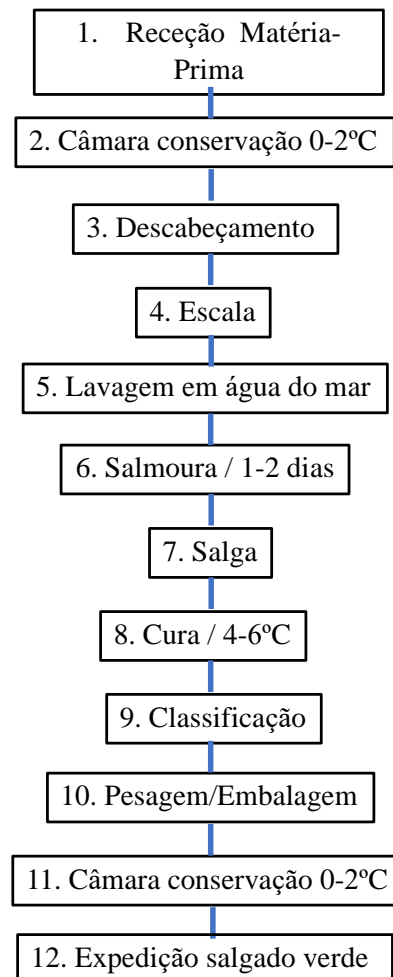 1. Receção Matéria-
Prima
2. Câmara conservação 0-2ºC
3. Descabeçamento
4. Escala
5. Lavagem em água do mar
6. Salmoura / 1-2 dias
7. Salga
8. Cura / 4-6ºC
9. Classificação
10. Pesagem/Embalagem
11. Câmara conservação 0-2ºC
12. Expedição salgado verde